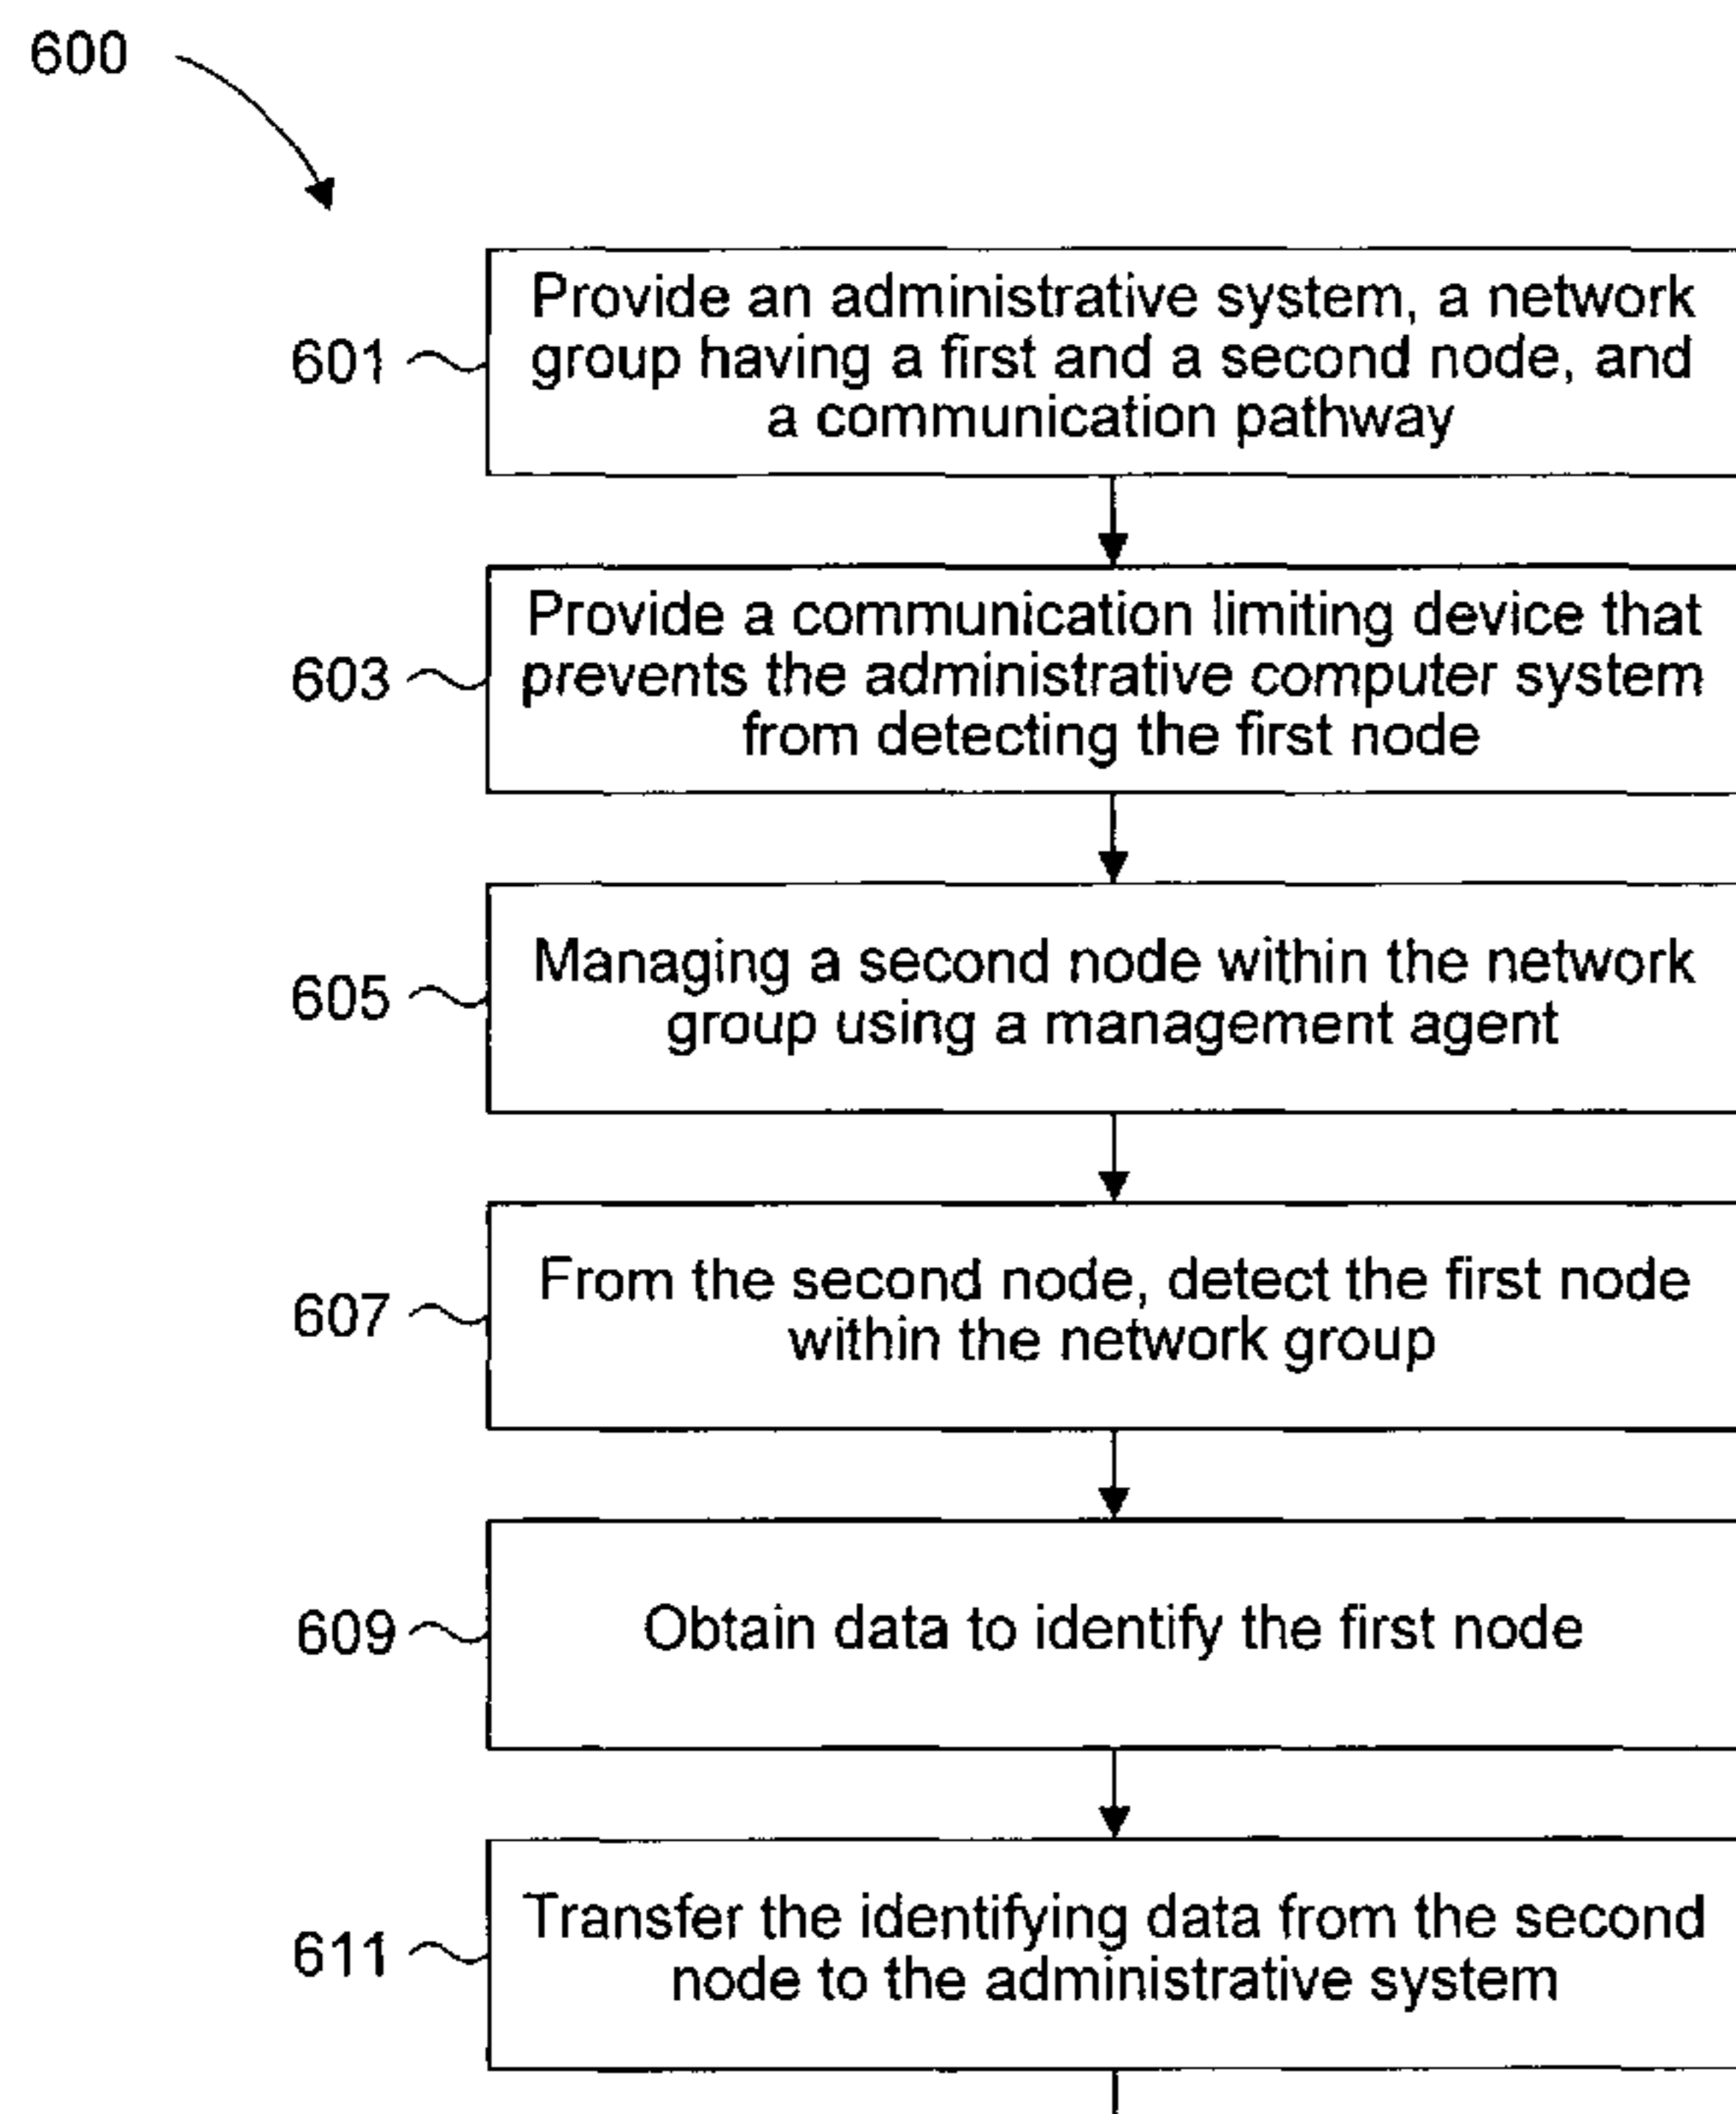 600
601
Provide an administrative system, a network
group having a first and a second node, and
a communication pathway
603
Provide a communication limiting device that
prevents the administrative computer system
from detecting the first node
605
Managing a second node within the network
group using a management agent
607
From the second node, detect the first node
within the network group
609
Obtain data to identify the first node
611
Transfer the identifying data from the second
node to the administrative system